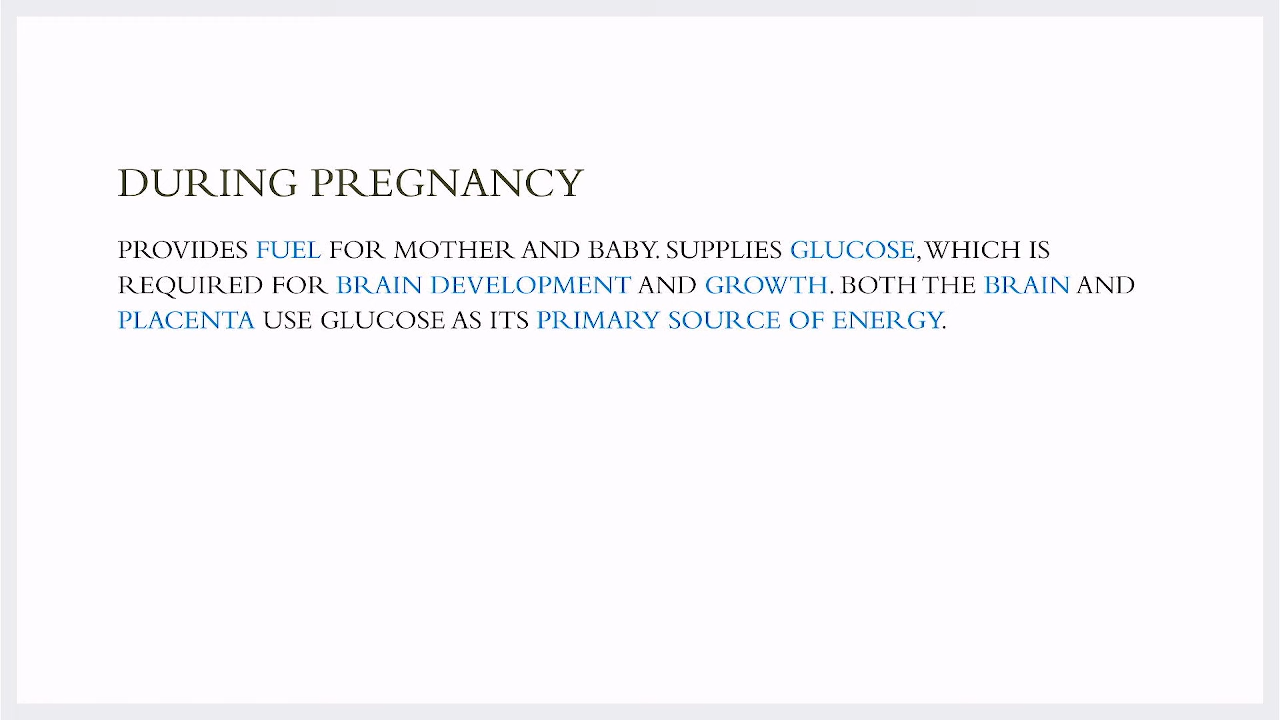 DURING PREGNANCY
PROVIDES FUEL FOR MOTHER AND BABY. SUPPLIES GLUCOSE, WHICH IS
REQUIRED FOR BRAIN DEVELOPMENT AND GROWTH. BOTH THE BRAIN AND
PLACENTA USE GLUCOSE AS ITS PRIMARY SOURCE OF ENERGY.